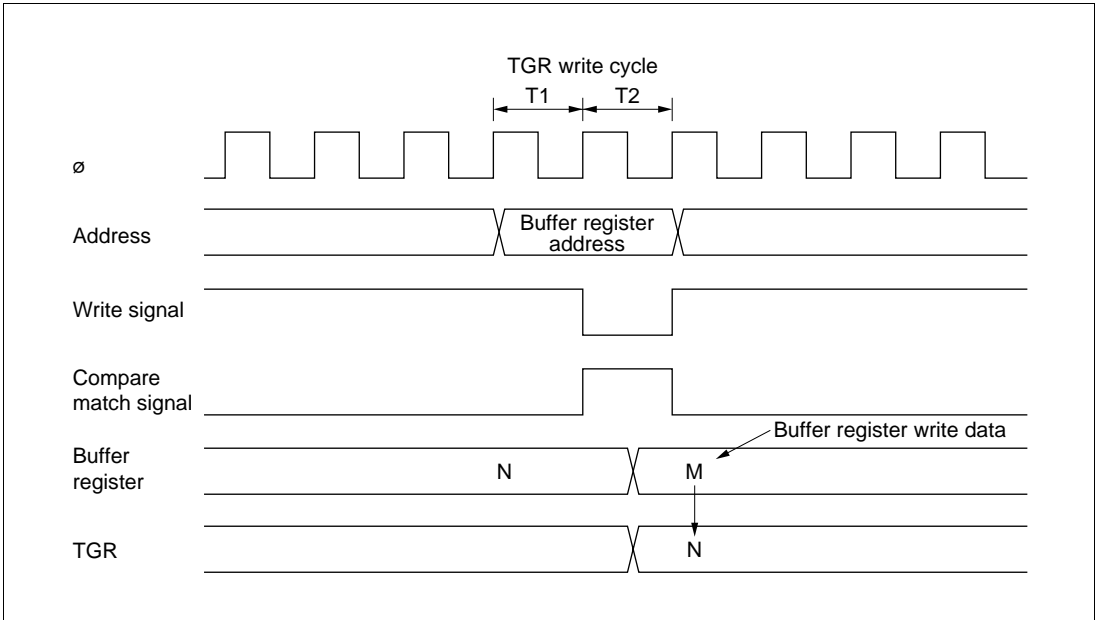 TGR write cycle
T1 T2
ø
Address
Buffer register
address
Write signal
Compare
match signal
Buffer register write data
Buffer
register
N M
TGR
N